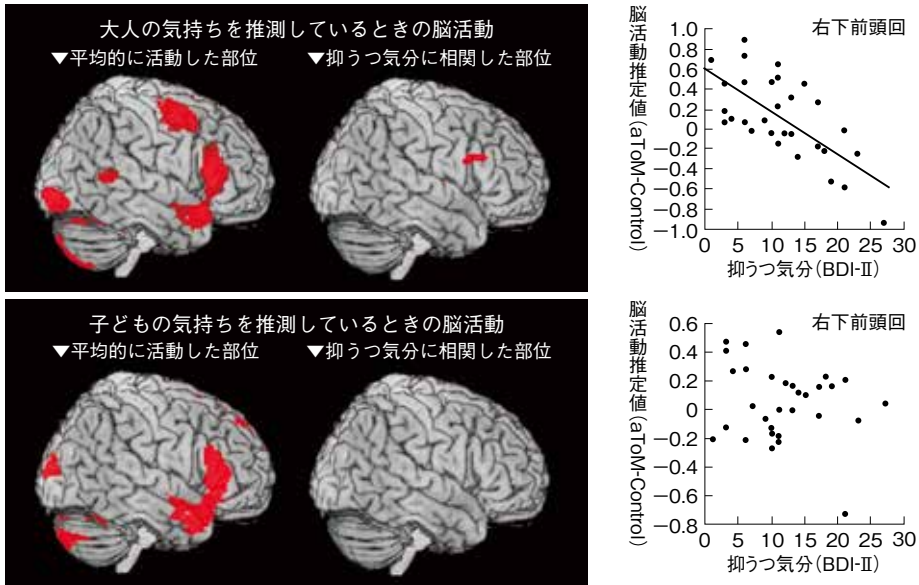 大人の気持ちを推測しているときの脳活動
▼平均的に活動した部位
▼抑うつ気分に相関した部位
脳活動推定値(aToM-Control)
右下前頭回
1.0
0.8
0.6
0.4
0.2
0
−0.2
−0.4
−0.6
−0.8
−1.0
0 5 10 15 20 25 30
抑うつ気分(BDI-II)
子どもの気持ちを推測しているときの脳活動
▼平均的に活動した部位
▼抑うつ気分に相関した部位
脳活動推定値(aToM-Control)
右下前頭回
0.6
0.4
0.2
0
−0.2
−0.4
−0.6
−0.8
0 5 10 15 20 25 30
抑うつ気分(BDI-II)